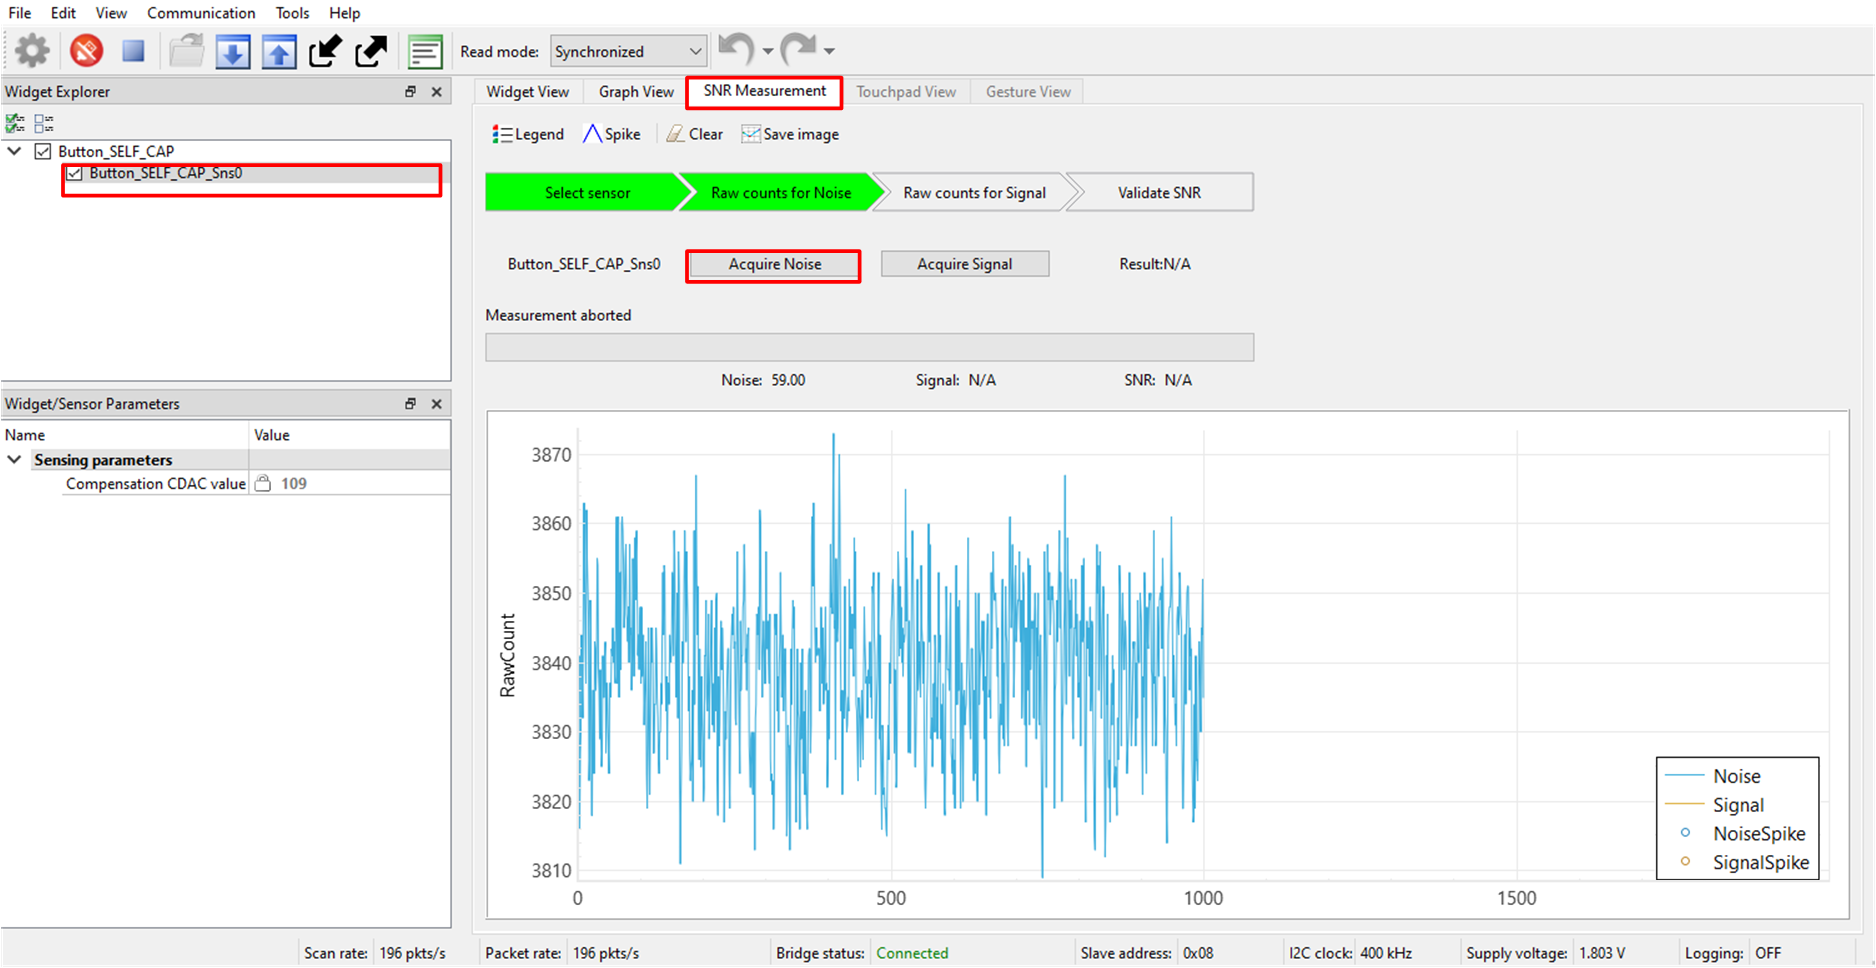 File Edit View Communication Tools Help
Read mode: Synchronized
Widget Explorer
Button_SELF_CAP
Button_SELF_CAP_Sns0
Widget/Sensor Parameters
Name Value
Sensing parameters
Compensation CDAC value 109
Widget View Graph View SNR Measurement Touchpad View Gesture View
Legend Spike Clear Save image
Select sensor Raw counts for Noise Raw counts for Signal Validate SNR
Button_SELF_CAP_Sns0 Acquire Noise Acquire Signal Result:N/A
Measurement aborted
Noise: 59.00 Signal: N/A SNR: N/A
3870
3860
3850
3840
3830
3820
3810
RawCount
0 500 1000 1500
Noise
Signal
NoiseSpike
SignalSpike
Scan rate: 196 pkts/s Packet rate: 196 pkts/s Bridge status: Connected Slave address: 0x08 I2C clock: 400 kHz Supply voltage: 1.803 V Logging: OFF